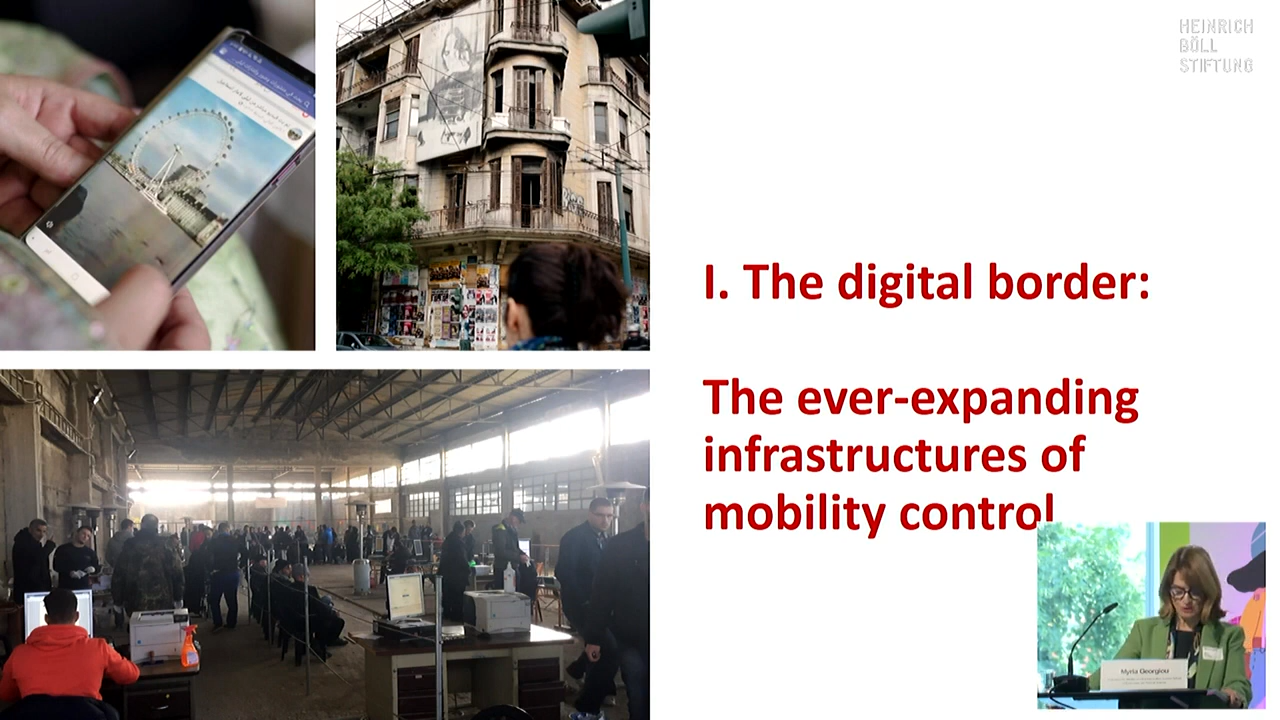 HEINRICH
BÖLL
STIFTUNG
I. The digital border:
The ever-expanding
infrastructures of
mobility control
Myria Georgiou